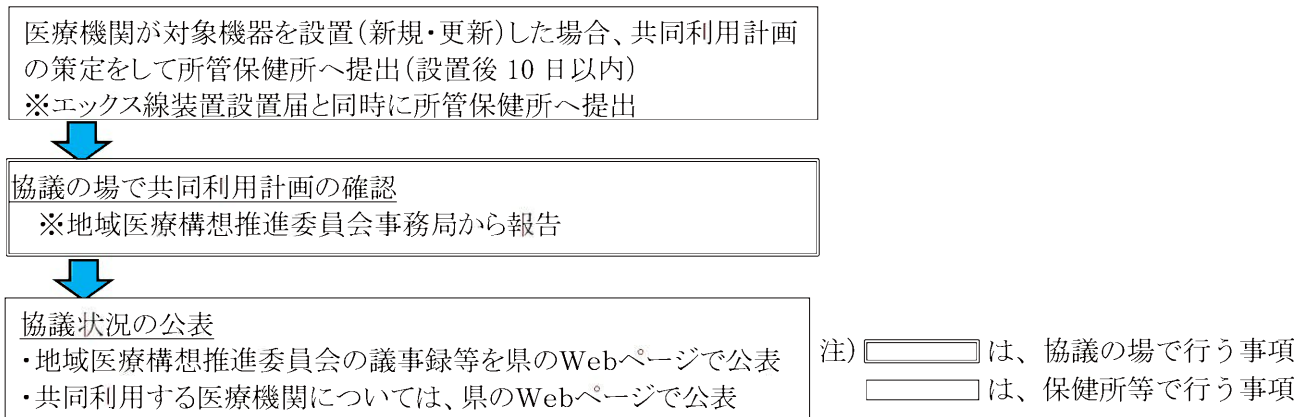 医療機関が対象機器を設置(新規・更新)した場合、共同利用計画
の策定をして所管保健所へ提出(設置後 10 日以内)
※エックス線装置設置届と同時に所管保健所へ提出
協議の場で共同利用計画の確認
※地域医療構想推進委員会事務局から報告
協議状況の公表
・地域医療構想推進委員会の議事録等を県のWebページで公表
・共同利用する医療機関については、県のWebページで公表
注) は、協議の場で行う事項
は、保健所等で行う事項